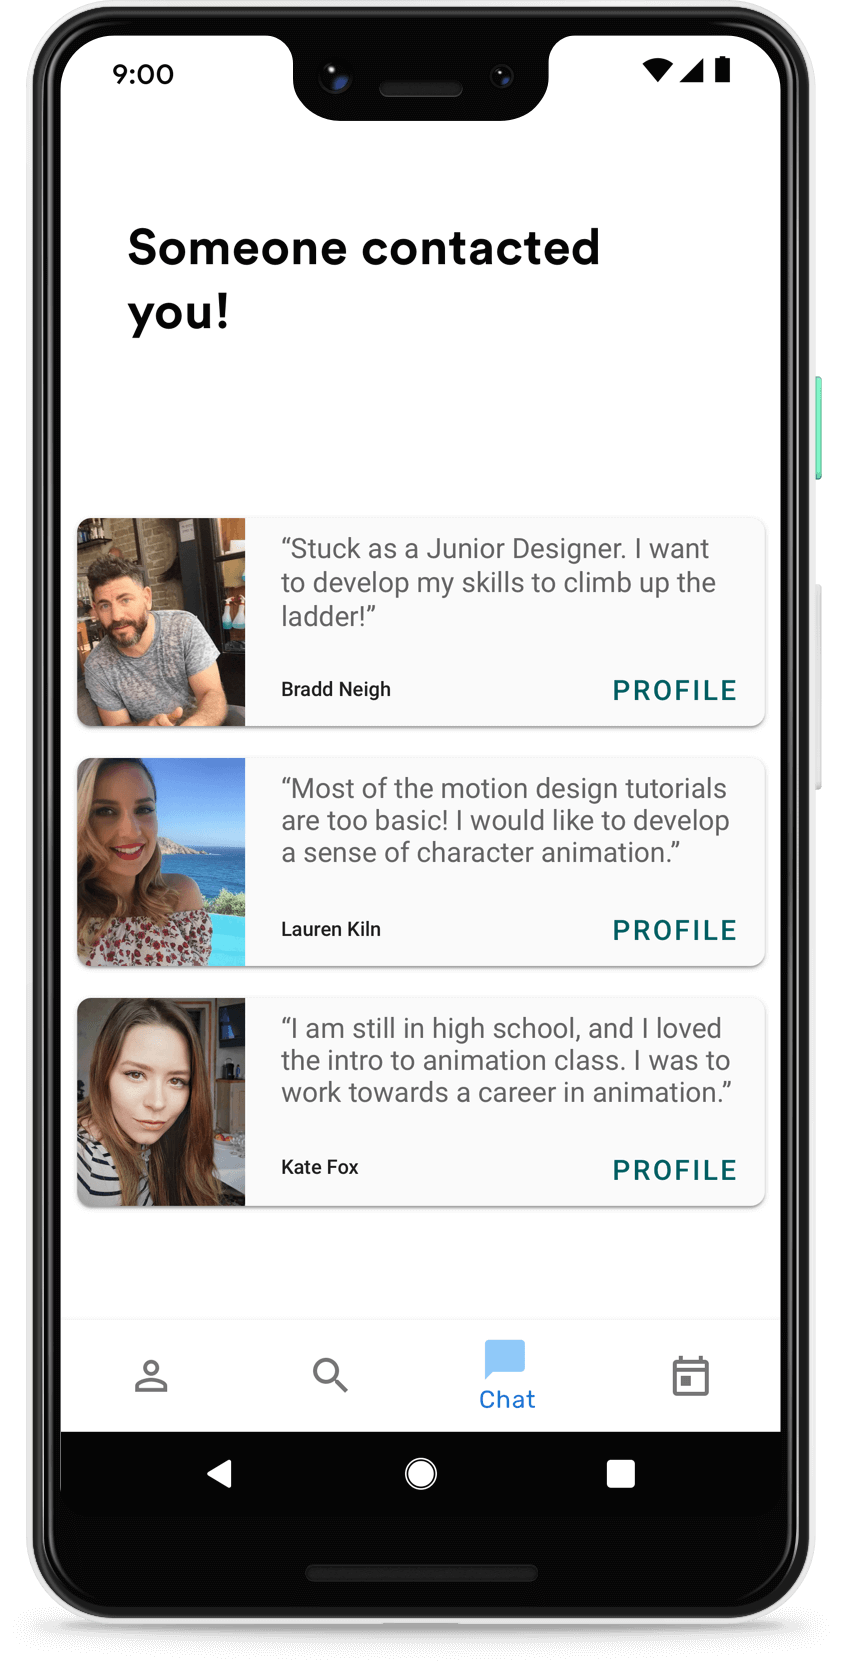 9:00
Someone contacted
you!
“Stuck as a Junior Designer. I want
to develop my skills to climb up the
ladder!”
Bradd Neigh
PROFILE
“Most of the motion design tutorials
are too basic! I would like to develop
a sense of character animation.”
Lauren Kiln
PROFILE
“I am still in high school, and I loved
the intro to animation class. I was to
work towards a career in animation.”
Kate Fox
PROFILE
Chat